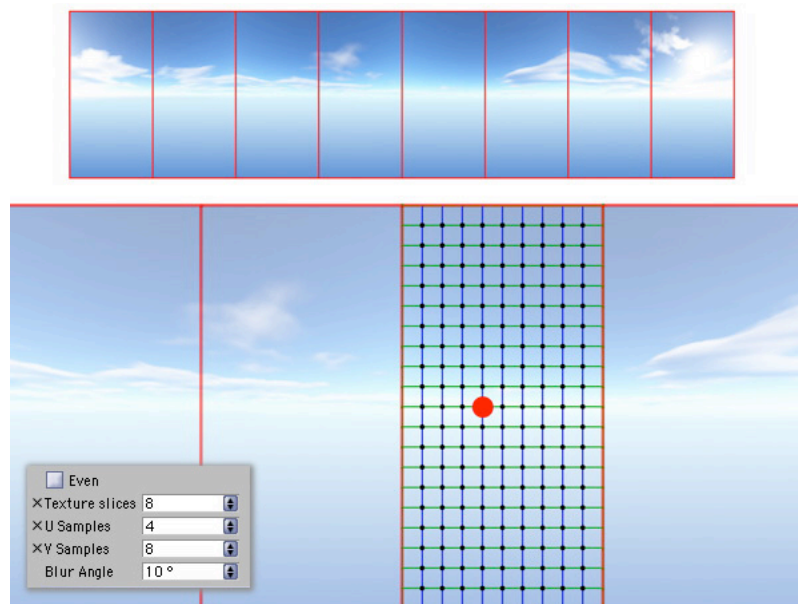 Even
×Texture slices 8
×U Samples 4
×V Samples 8
Blur Angle 10°